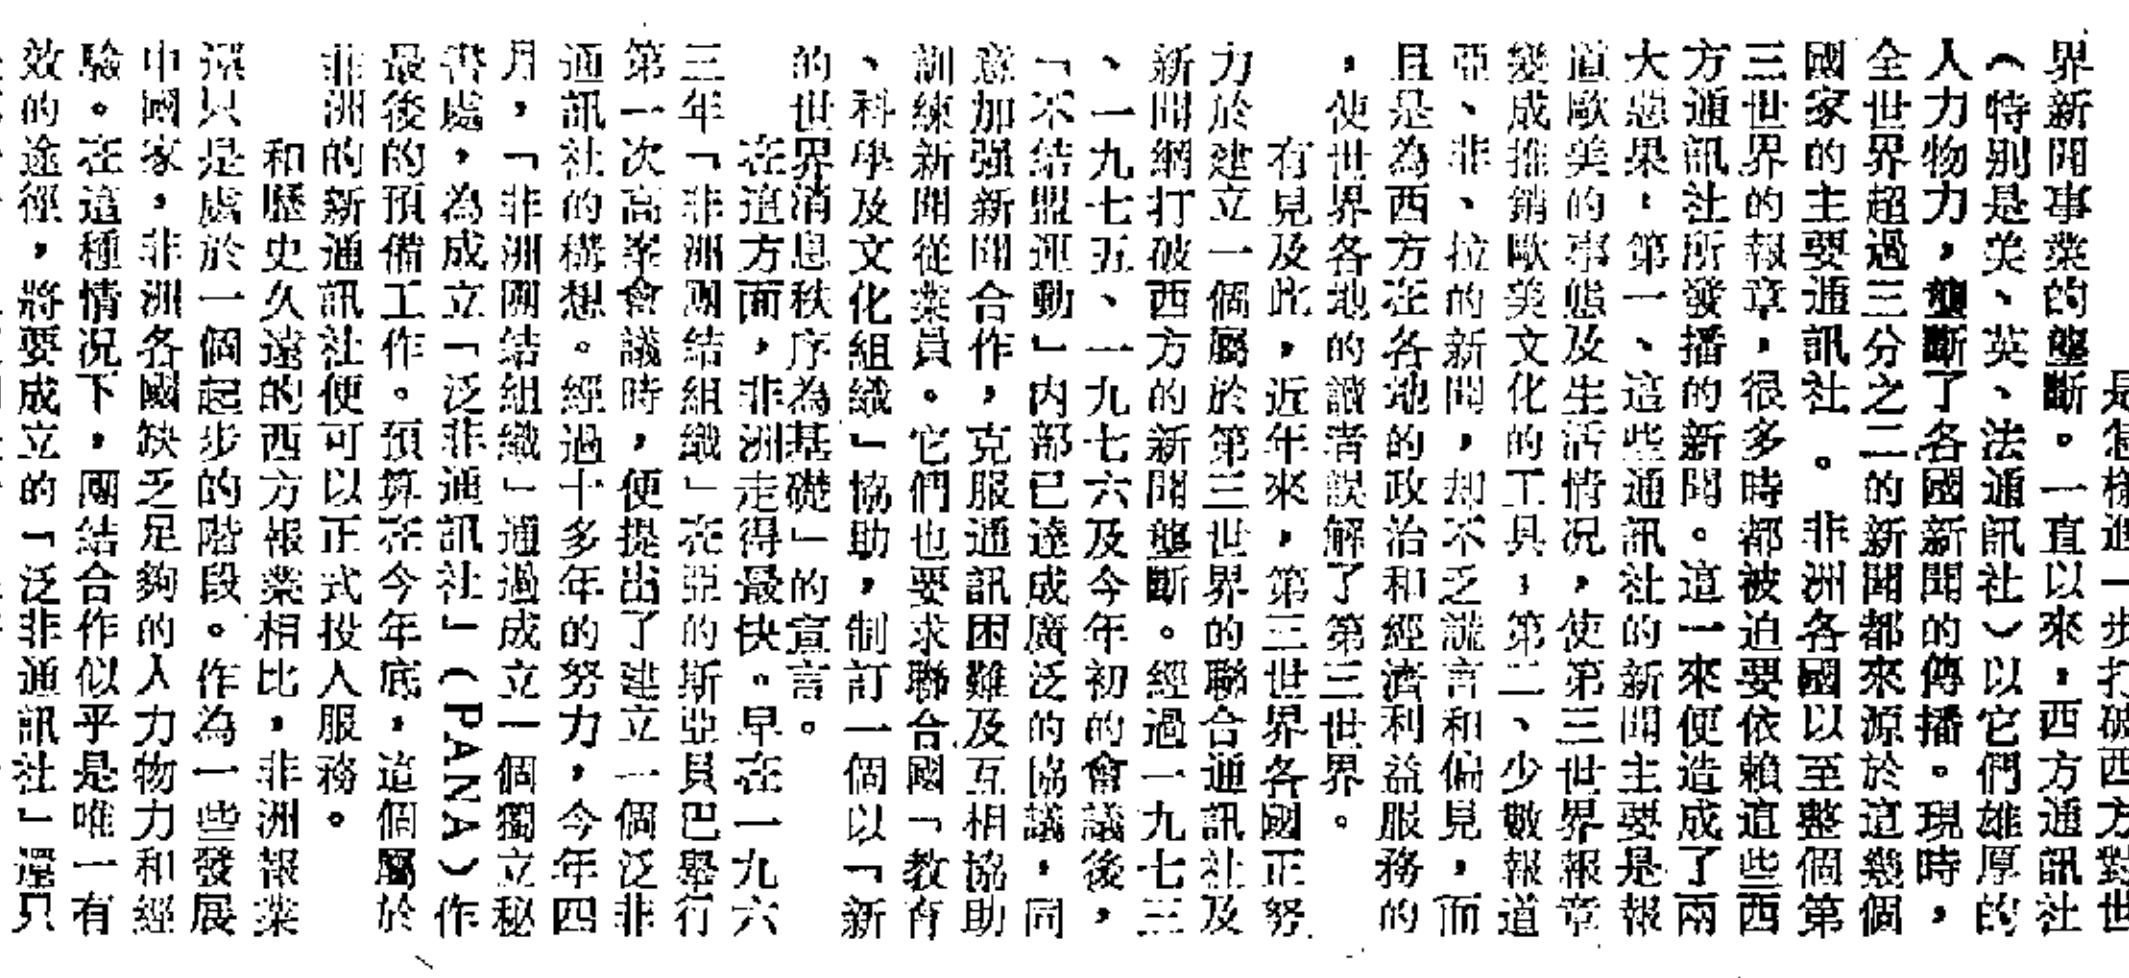 是怎樣進一步打破西方對世
界新聞事業的壟斷。一直以來，西方通訊社
（特別是美、英、法通訊社）以它們雄厚的
人力物力，壟斷了各國新聞的傳播。現時，
全世界超過三分之二的新聞都來源於這幾個
國家的主要通訊社。非洲各國以至整個第
三世界的報章，很多時都被迫要依賴這些西
方通訊社所發播的新聞。這一來便造成了兩
大惡果：第一、這些通訊社的新聞主要是報
道歐美的事態及生活情況，使第三世界報章
變成推銷歐美文化的工具；第二、少數報道
亞、非、拉的新聞，却不乏謊言和偏見，而
且是為西方在各地的政治和經濟利益服務的
，使世界各地的讀者誤解了第三世界。
有見及此，近年來，第三世界各國正努
力於建立一個屬於第三世界的聯合通訊社及
新聞網打破西方的新聞壟斷。經過一九七三
、一九七五、一九七六及今年初的會議後，
「不結盟運動」內部已達成廣泛的協議，同
意加强新聞合作，克服通訊困難及互相協助
訓練新聞從業員。它們也要求聯合國「教育
、科學及文化組織」協助，制訂一個以「新
的世界消息秩序為基礎」的宣言。
在這方面，非洲走得最快。早在一九六
三年「非洲團結組織」在亞的斯亞貝巴舉行
第一次高峯會議時，便提出了建立一個泛非
通訊社的構想。經過十多年的努力，今年四
月，「非洲團結組織」通過成立一個獨立秘
書處，為成立「泛非通訊社」（PANA）作
最後的預備工作。預算在今年底，這個屬於
非洲的新通訊社便可以正式投入服務。
和歷史久遠的西方報業相比，非洲報業
還只是處於一個起步的階段。作為一些發展
中國家，非洲各國缺乏足夠的人力物力和經
驗。在這種情况下，團結合作似乎是唯一有
效的途徑，將要成立的「泛非通訊社」還只